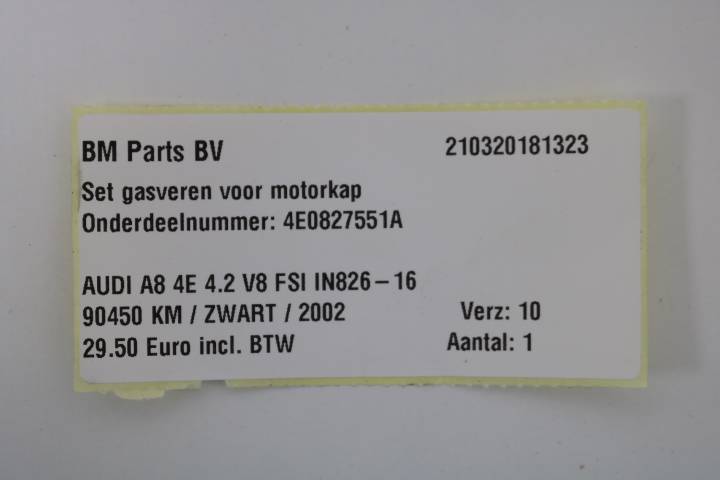 BM Parts BV 210320181323
Set gasveren voor motorkap
Onderdeelnummer: 4E0827551A
AUDI A8 4E 4.2 V8 FSI IN826-16
90450 KM / ZWART / 2002 Verz: 10
29.50 Euro incl. BTW Aantal: 1